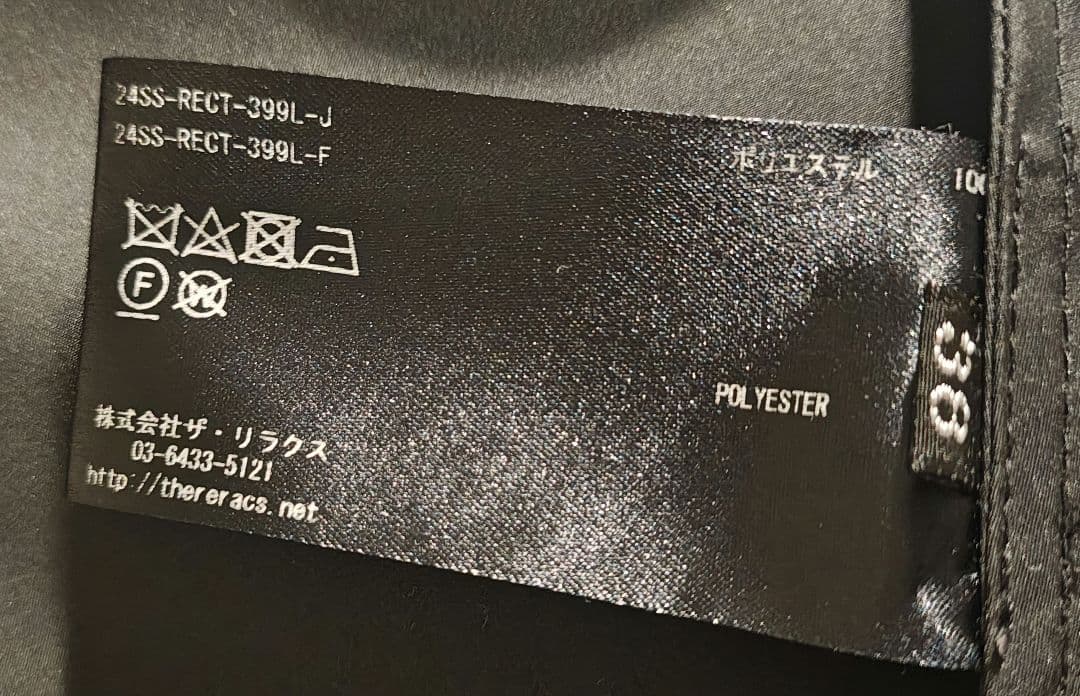 24SS-RECT-399L-J
24SS-RECT-399L-F
ポリエステル 100
F
W
POLYESTER
38
株式会社ザ・リラクス
03-6433-5121
http://thereracs.net